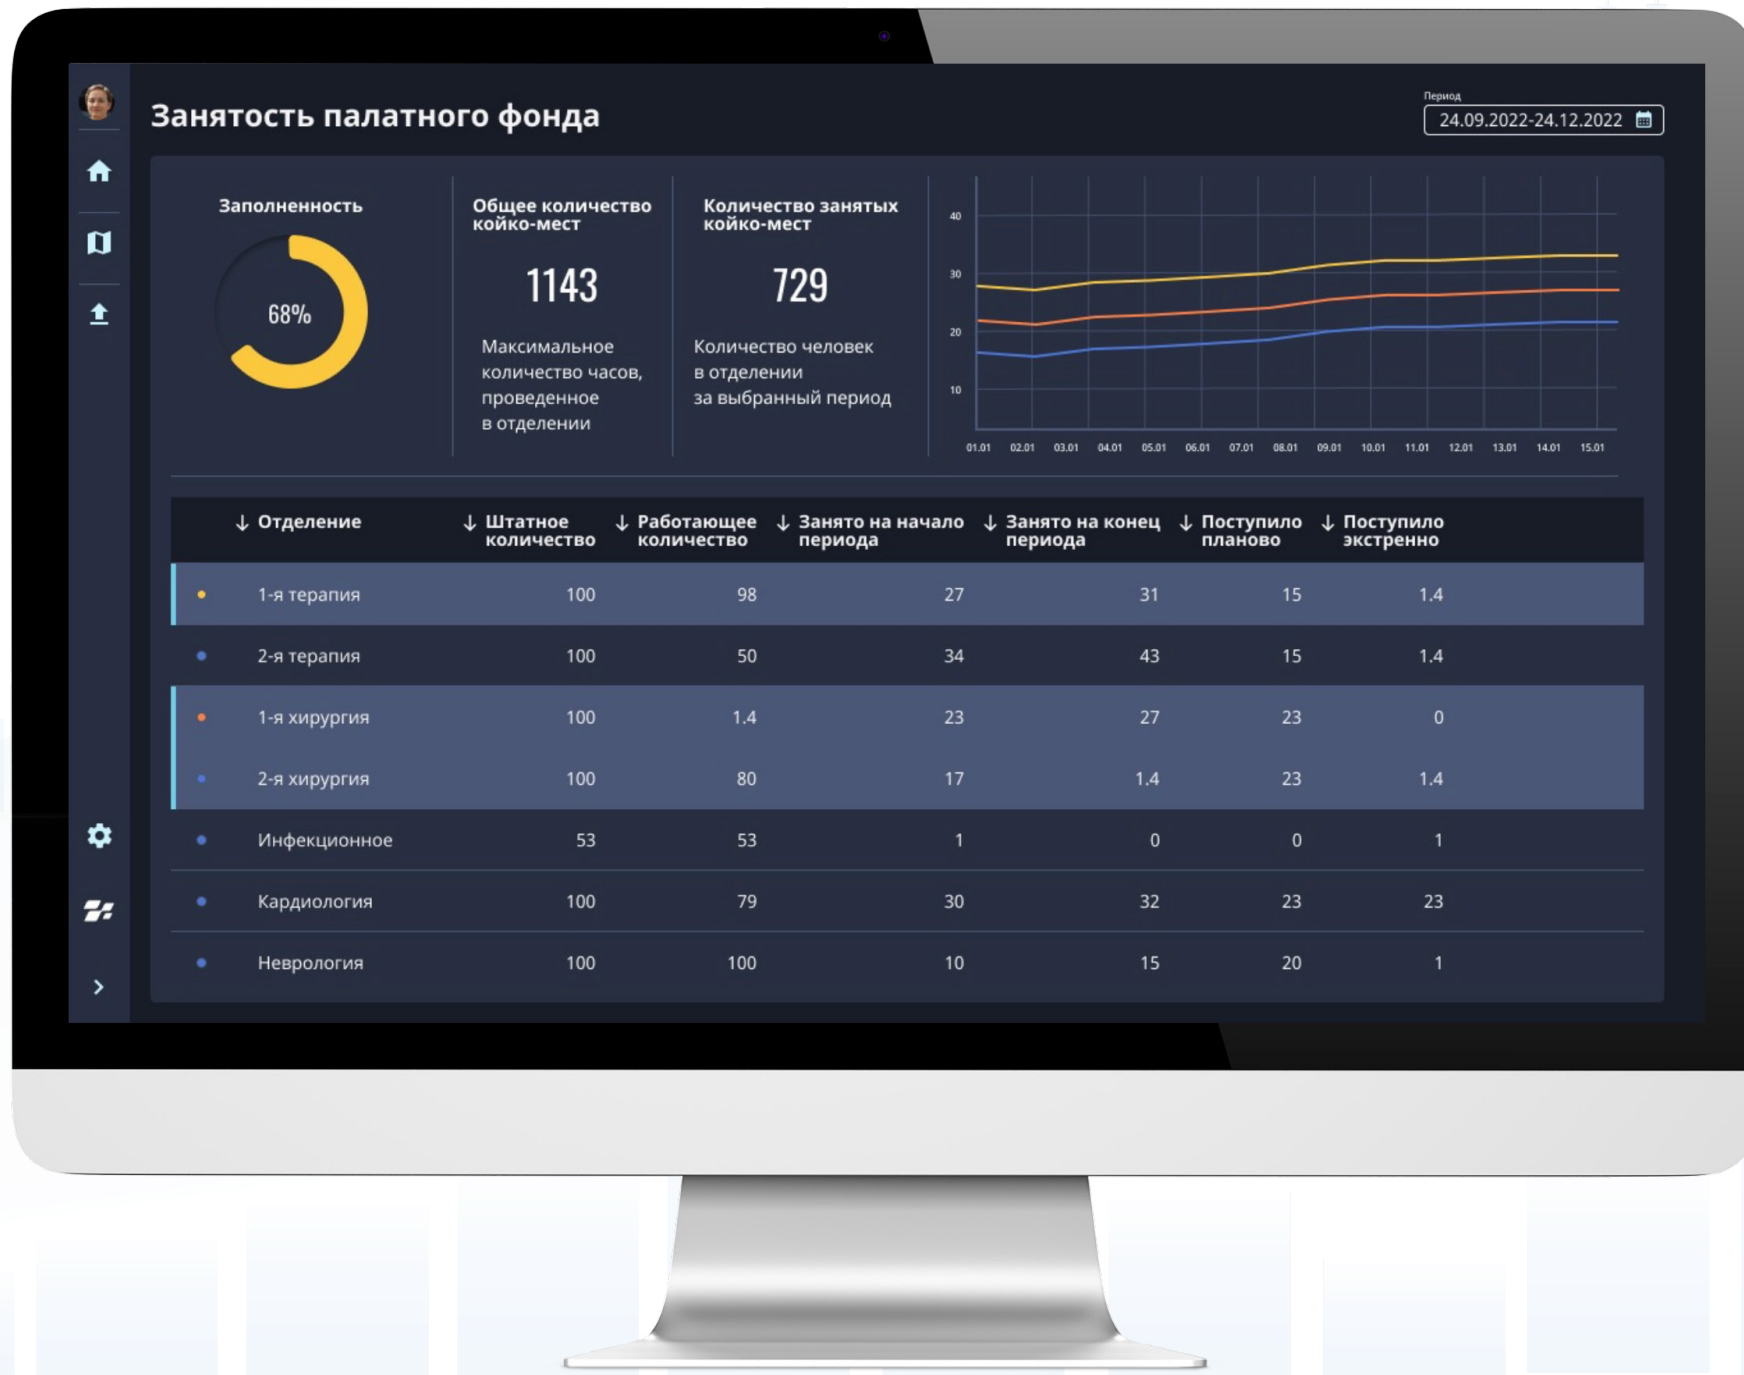 Занятость палатного фонда
Период
24.09.2022-24.12.2022
Заполненность
68%
Общее количество
койко-мест
1143
Максимальное
количество часов,
проведенное
в отделении
Количество занятых
койко-мест
729
Количество человек
в отделении
за выбранный период
40
30
20
10
01.01 02.01 03.01 04.01 05.01 06.01 07.01 08.01 09.01 10.01 11.01 12.01 13.01 14.01 15.01
↓ Отделение ↓ Штатное количество ↓ Работающее количество ↓ Занято на начало периода ↓ Занято на конец периода ↓ Поступило планово ↓ Поступило экстренно
1-я терапия 100 98 27 31 15 1.4
2-я терапия 100 50 34 43 15 1.4
1-я хирургия 100 1.4 23 27 23 0
2-я хирургия 100 80 17 1.4 23 1.4
Инфекционное 53 53 1 0 0 1
Кардиология 100 79 30 32 23 23
Неврология 100 100 10 15 20 1